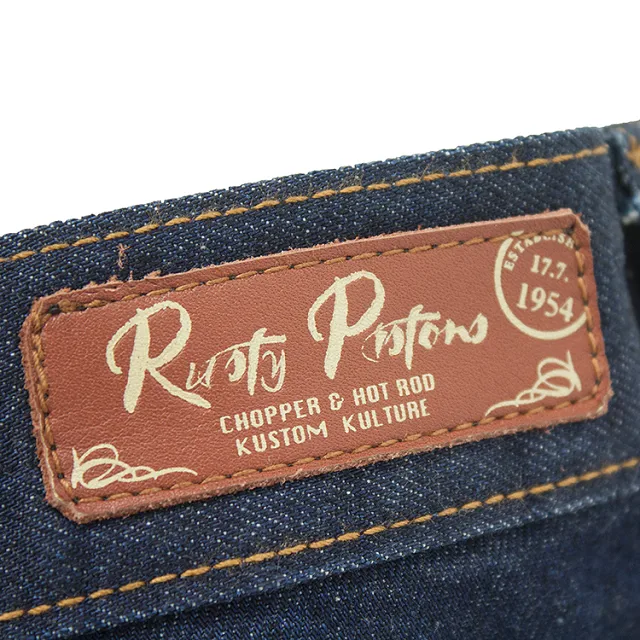 Rusty Pistons
CHOPPER & HOT ROD
KUSTOM KULTURE
ESTABLISH
17.7.
1954